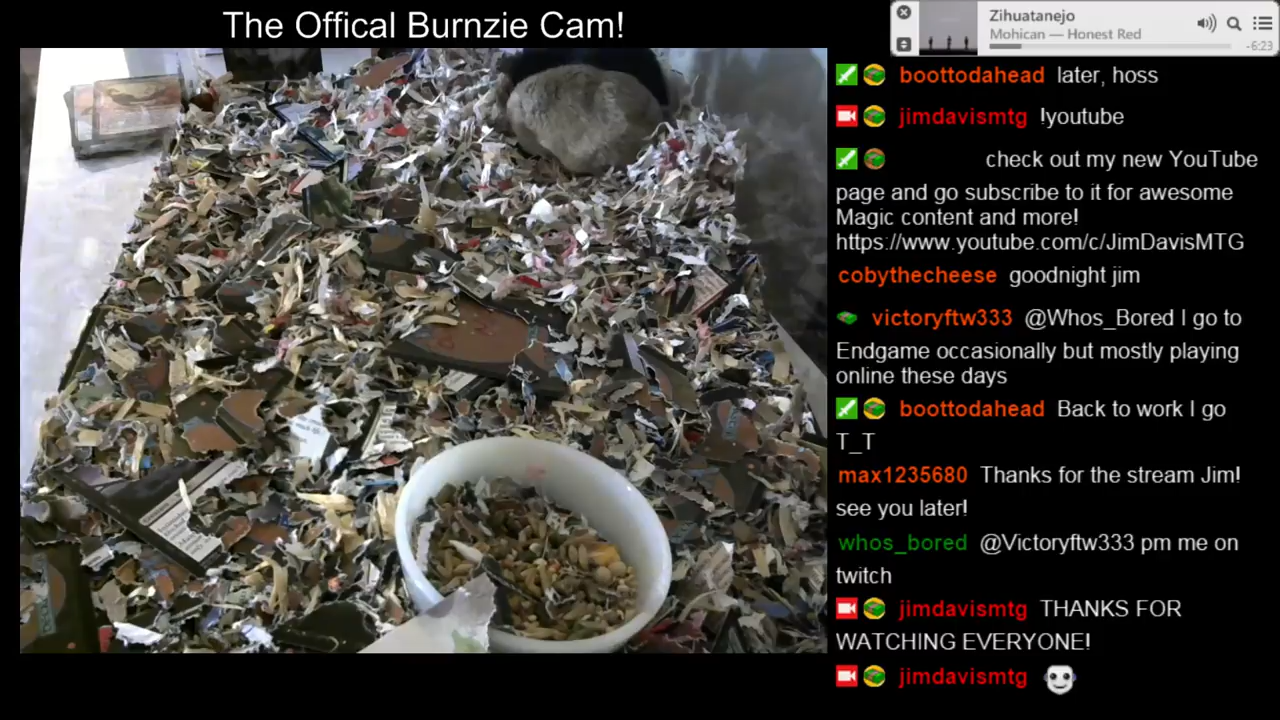 The Offical Burnzie Cam!
Zihuatanejo
Mohican — Honest Red
-6:23
boottodahead later, hoss
jimdavismtg !youtube
check out my new YouTube
page and go subscribe to it for awesome
Magic content and more!
https://www.youtube.com/c/JimDavisMTG
cobythecheese goodnight jim
victoryftw333 @Whos_Bored I go to
Endgame occasionally but mostly playing
online these days
boottodahead Back to work I go
T_T
max1235680 Thanks for the stream Jim!
see you later!
whos_bored @Victoryftw333 pm me on
twitch
jimdavismtg THANKS FOR
WATCHING EVERYONE!
jimdavismtg